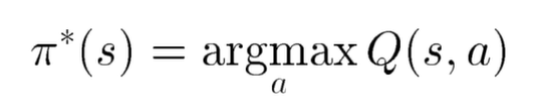 π*(s) = argmax Q(s, a)
a